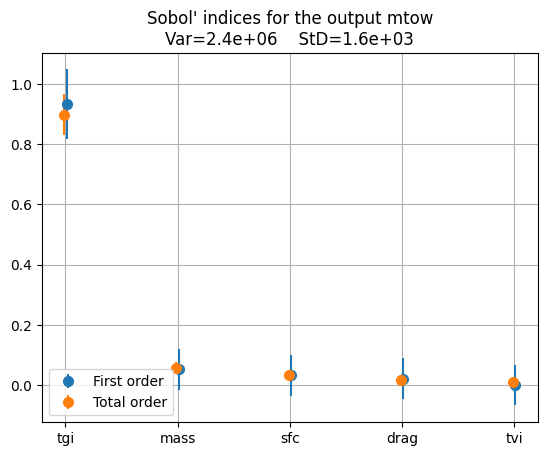 Sobol' indices for the output mtow
Var=2.4e+06    StD=1.6e+03
1.0
0.8
0.6
0.4
0.2
0.0
First order
Total order
tgi
mass
sfc
drag
tvi